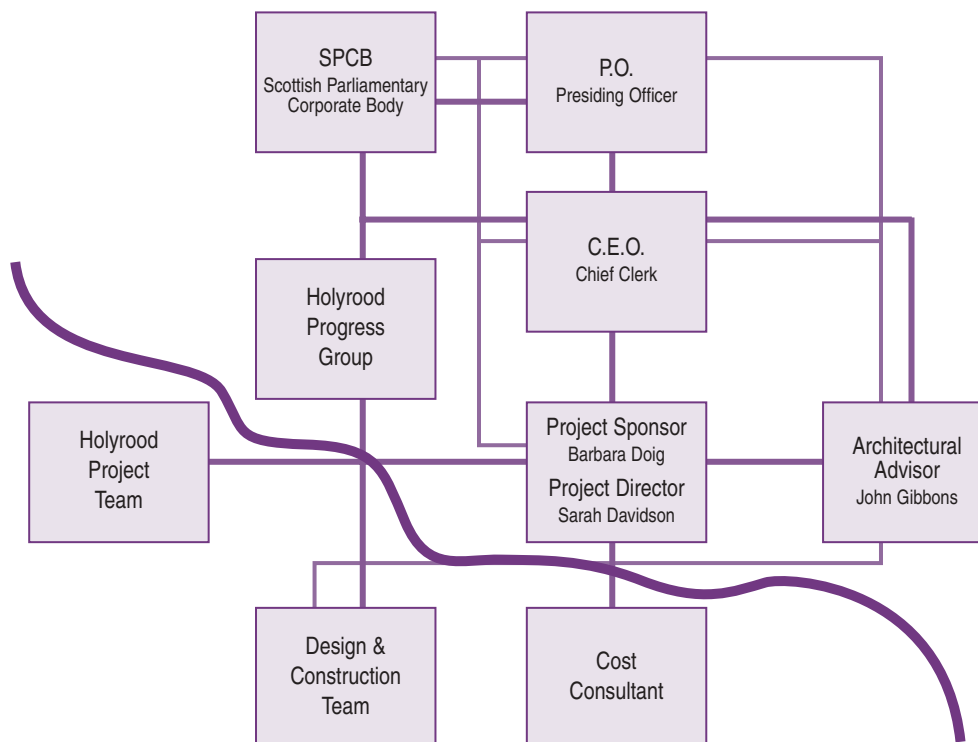 SPCB
Scottish Parliamentary
Corporate Body
P.O.
Presiding Officer
C.E.O.
Chief Clerk
Holyrood
Progress
Group
Holyrood
Project
Team
Project Sponsor
Barbara Doig
Project Director
Sarah Davidson
Architectural
Advisor
John Gibbons
Design &
Construction
Team
Cost
Consultant